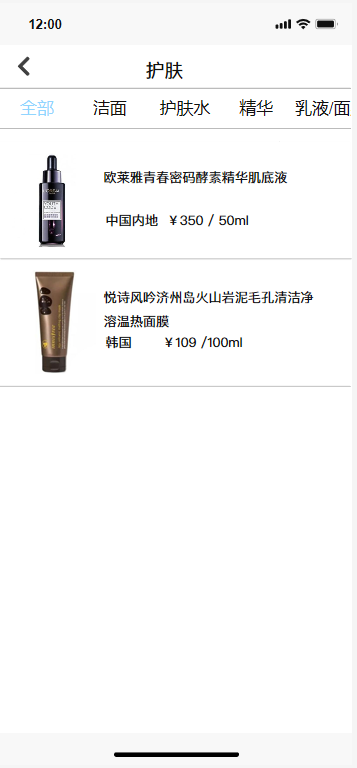 12:00
护肤
全部 洁面 护肤水 精华 乳液/面
欧莱雅青春密码酵素精华肌底液
中国内地 ￥350 / 50ml
悦诗风吟济州岛火山岩泥毛孔清洁净
溶温热面膜
韩国 ￥109 /100ml